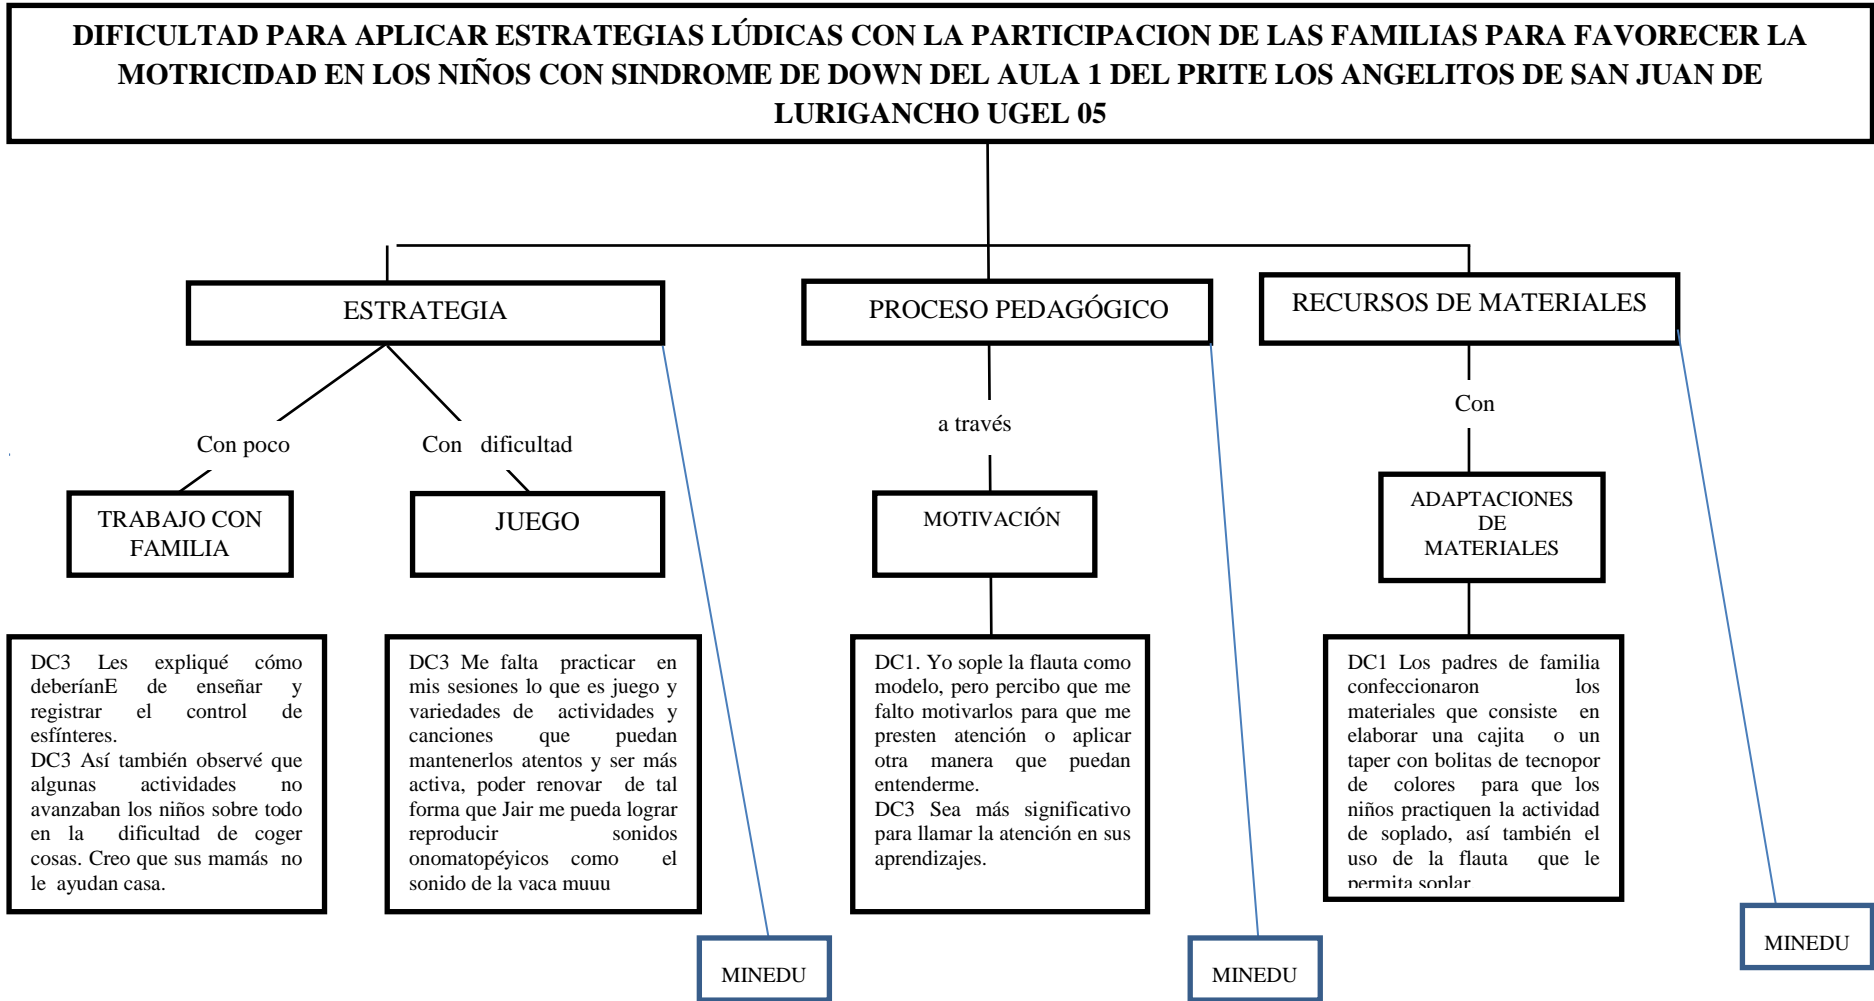 DIFICULTAD PARA APLICAR ESTRATEGIAS LÚDICAS CON LA PARTICIPACION DE LAS FAMILIAS PARA FAVORECER LA
MOTRICIDAD EN LOS NIÑOS CON SINDROME DE DOWN DEL AULA 1 DEL PRITE LOS ANGELITOS DE SAN JUAN DE
LURIGANCHO UGEL 05
ESTRATEGIA
PROCESO PEDAGÓGICO
RECURSOS DE MATERIALES
Con poco
Con dificultad
a través
Con
TRABAJO CON
FAMILIA
JUEGO
MOTIVACIÓN
ADAPTACIONES
DE
MATERIALES
DC3 Les expliqué cómo
deberíanE de enseñar y
registrar el control de
esfínteres.
DC3 Así también observé que
algunas actividades no
avanzaban los niños sobre todo
en la dificultad de coger
cosas. Creo que sus mamás no
le ayudan casa.
DC3 Me falta practicar en
mis sesiones lo que es juego y
variedades de actividades y
canciones que puedan
mantenerlos atentos y ser más
activa, poder renovar de tal
forma que Jair me pueda lograr
reproducir sonidos
onomatopéyicos como el
sonido de la vaca muuu
DC1. Yo sople la flauta como
modelo, pero percibo que me
falto motivarlos para que me
presten atención o aplicar
otra manera que puedan
entenderme.
DC3 Sea más significativo
para llamar la atención en sus
aprendizajes.
DC1 Los padres de familia
confeccionaron los
materiales que consiste en
elaborar una cajita o un
taper con bolitas de tecnopor
de colores para que los
niños practiquen la actividad
de soplado, así también el
uso de la flauta que le
permita soplar.
MINEDU
MINEDU
MINEDU